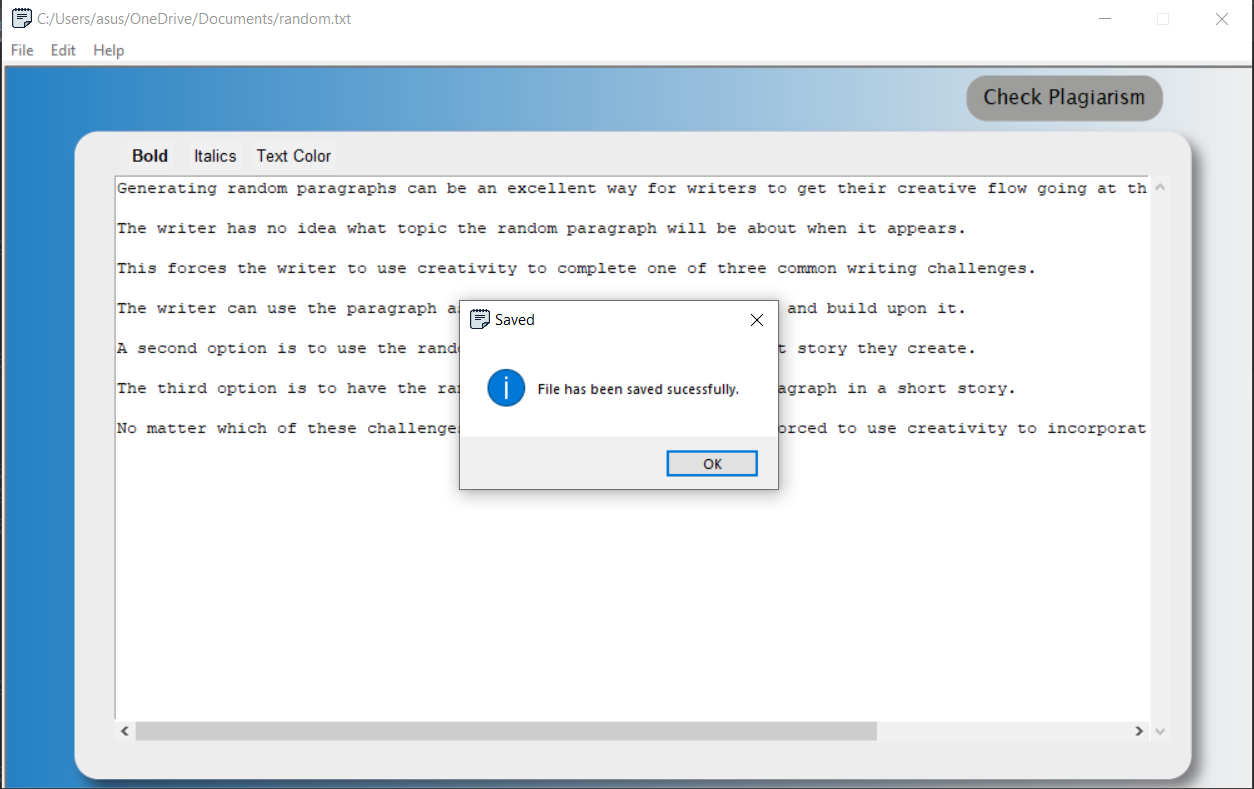 C:/Users/asus/OneDrive/Documents/random.txt
File Edit Help
Check Plagiarism
Bold Italics Text Color
Generating random paragraphs can be an excellent way for writers to get their creative flow going at th
The writer has no idea what topic the random paragraph will be about when it appears.
This forces the writer to use creativity to complete one of three common writing challenges.
The writer can use the paragraph a and build upon it.
A second option is to use the rand t story they create.
The third option is to have the ra agraph in a short story.
No matter which of these challenge orced to use creativity to incorporat
Saved
File has been saved sucessfully.
OK